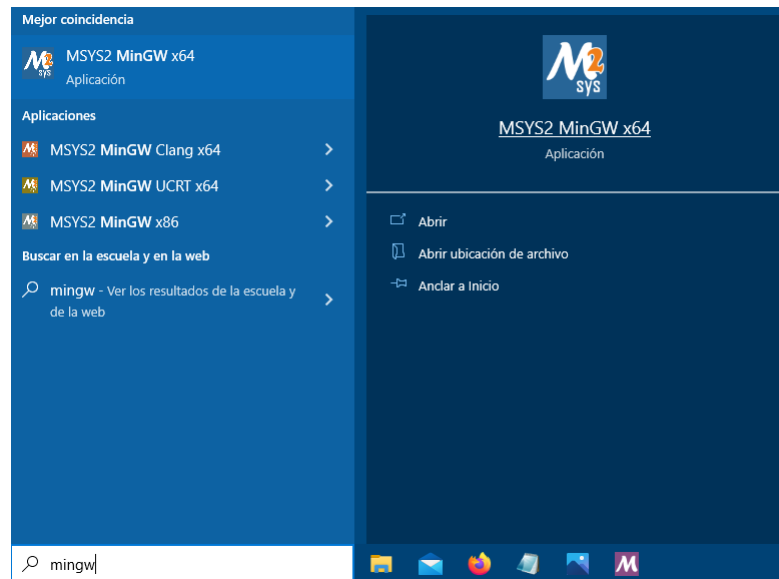 Mejor coincidencia
MSYS2 MinGW x64
Aplicación
Aplicaciones
MSYS2 MinGW Clang x64
MSYS2 MinGW UCRT x64
MSYS2 MinGW x86
Buscar en la escuela y en la web
mingw - Ver los resultados de la escuela y
de la web
mingw
M2
sys
MSYS2 MinGW x64
Aplicación
Abrir
Abrir ubicación de archivo
Anclar a Inicio
M